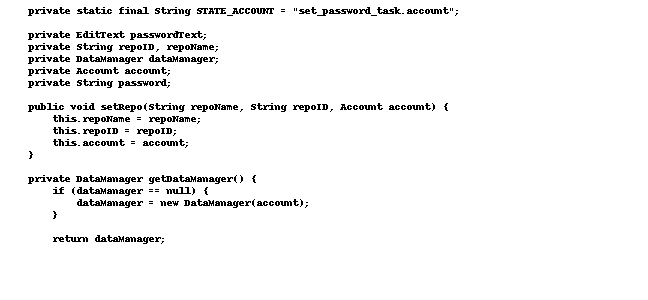 private static final String STATE_ACCOUNT = "set_password_task.account";
private EditText passwordText;
private String repoID, repoName;
private DataManager dataManager;
private Account account;
private String password;
public void setRepo(String repoName, String repoID, Account account) {
this.repoName = repoName;
this.repoID = repoID;
this.account = account;
}
private DataManager getDataManager() {
if (dataManager == null) {
dataManager = new DataManager(account);
}
return dataManager;